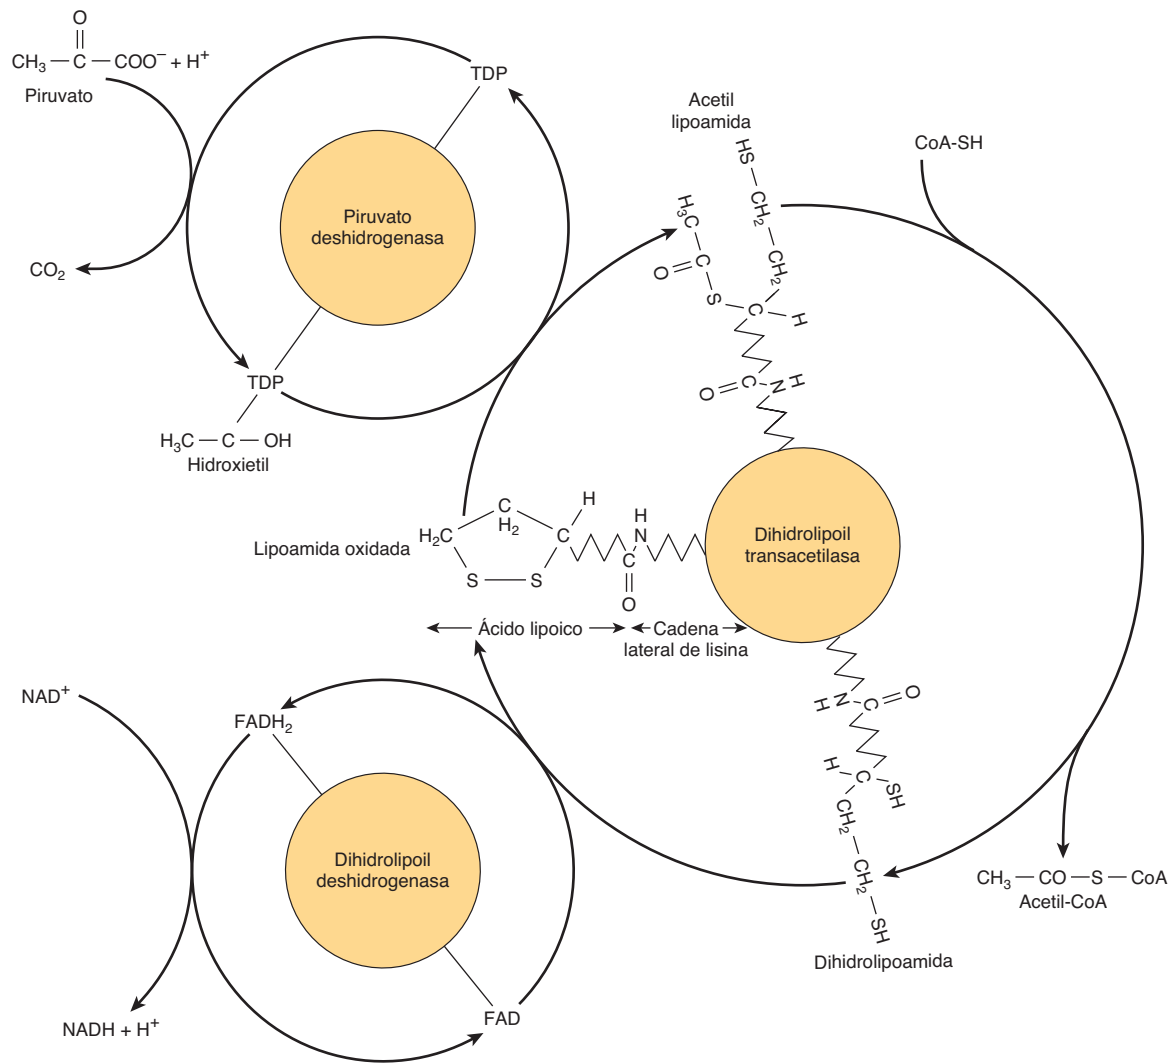 O
CH₃ — C — COO⁻ + H⁺
Piruvato
CO₂
TDP
Piruvato
deshidrogenasa
TDP
H₃C — C — OH
Hidroxietil
Acetil
lipoamida
HS
CH₂
CH₂
H₃C
C
O
S
C
H
O
C
N
H
CoA-SH
Lipoamida oxidada
H₂C
C
H₂
C
H
S — S
H
N
C
O
Ácido lipoico
Cadena
lateral de lisina
Dihidrolipoil
transacetilasa
H
N
C
O
H
C
SH
CH₂
CH₂
SH
Dihidrolipoamida
CH₃ — CO — S — CoA
Acetil-CoA
NAD⁺
FADH₂
Dihidrolipoil
deshidrogenasa
FAD
NADH + H⁺